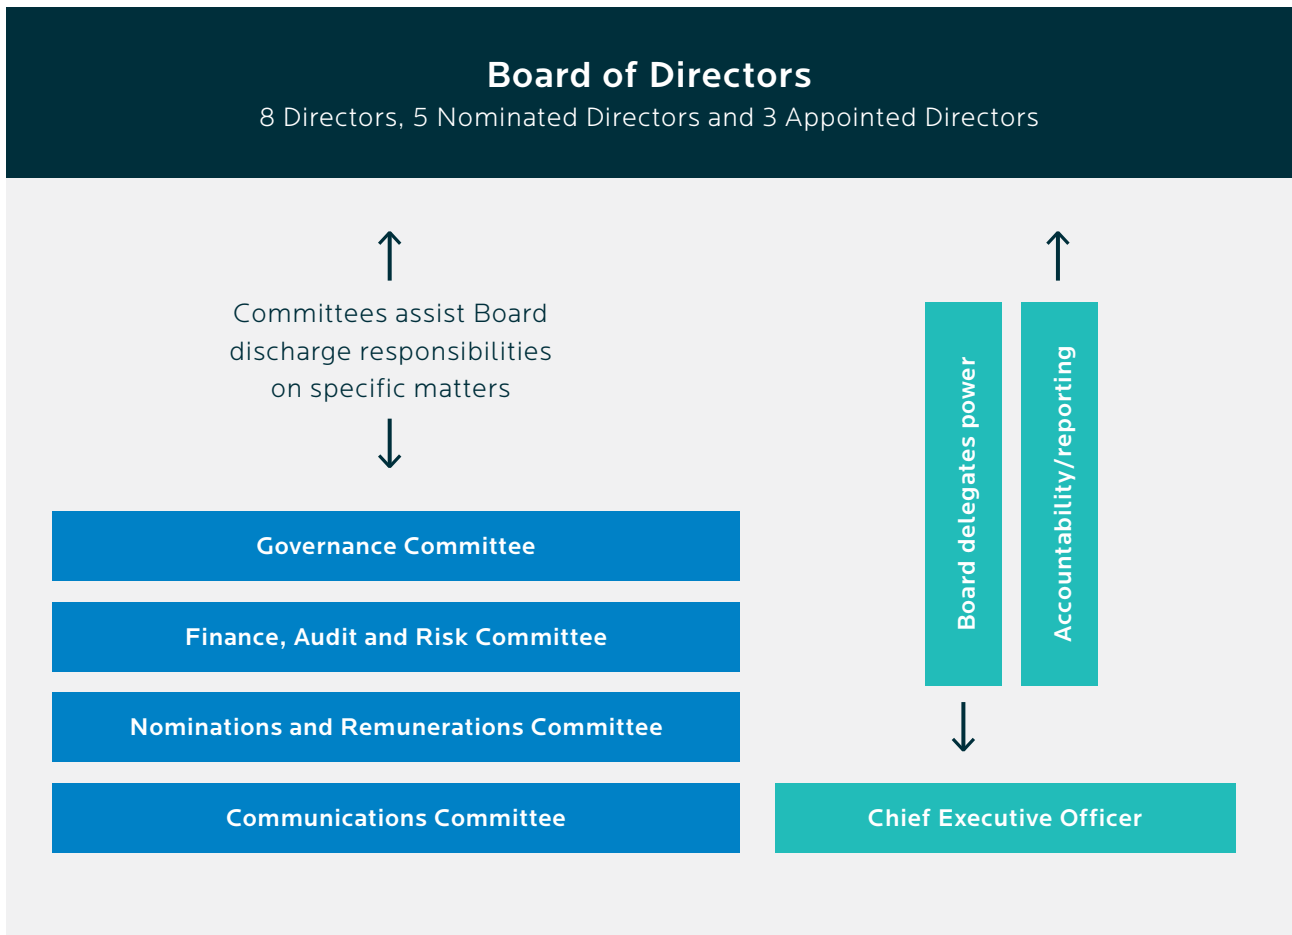 Board of Directors
8 Directors, 5 Nominated Directors and 3 Appointed Directors
Committees assist Board
discharge responsibilities
on specific matters
Board delegates power
Accountability/reporting
Governance Committee
Finance, Audit and Risk Committee
Nominations and Remunerations Committee
Communications Committee
Chief Executive Officer